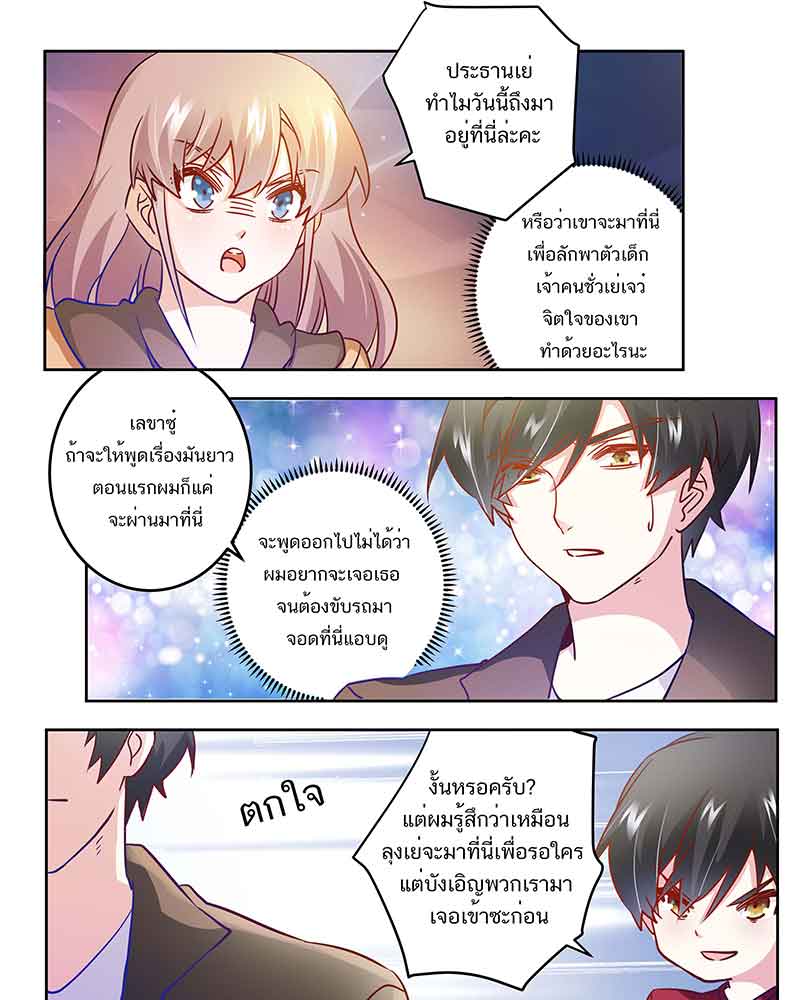 ประธานเย่
ทำไมวันนี้ถึงมา
อยู่ที่นี่ล่ะคะ
หรือว่าเขาจะมาที่นี่
เพื่อลักพาตัวเด็ก
เจ้าคนชั่วเย่เจว๋
จิตใจของเขา
ทำด้วยอะไรนะ
เลขาซู่
ถ้าจะให้พูดเรื่องมันยาว
ตอนแรกผมก็แค่
จะผ่านมาที่นี่
จะพูดออกไปไม่ได้ว่า
ผมอยากจะเจอเธอ
จนต้องขับรถมา
จอดที่นี่แอบดู
ตกใจ
งั้นหรอครับ?
แต่ผมรู้สึกว่าเหมือน
ลุงเย่จะมาที่นี่เพื่อรอใคร
แต่บังเอิญพวกเรามา
เจอเข้าซะก่อน